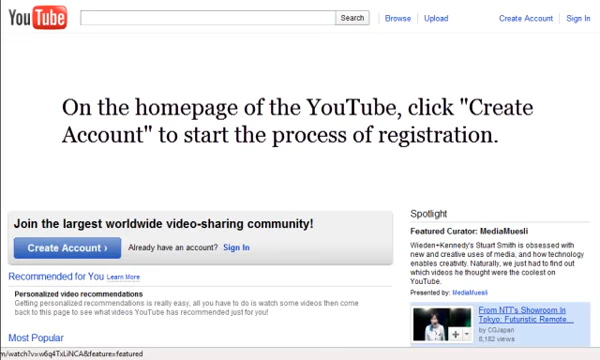 YouTube Search Browse Upload Create Account Sign In
On the homepage of the YouTube, click "Create
Account" to start the process of registration.
Join the largest worldwide video-sharing community!
Create Account › Already have an account? Sign In
Recommended for You Learn More
Personalized video recommendations
Getting personalized recommendations is really easy, all you have to do is watch some videos then come
back to this page to see what videos YouTube has recommended just for you!
Most Popular
Spotlight
Featured Curator: MediaMuesli
Wieden+Kennedy's Stuart Smith is obsessed with
new and creative uses of media, and how technology
enables creativity. Naturally, we just had to find out
which videos he thought were the coolest on
YouTube.
Presented by: MediaMuesli
From NTT's Showroom In
Tokyo: Futuristic Remote...
by CGJapan
8,182 views
m/watch?v=w6q4TxLiNCA&feature=featured